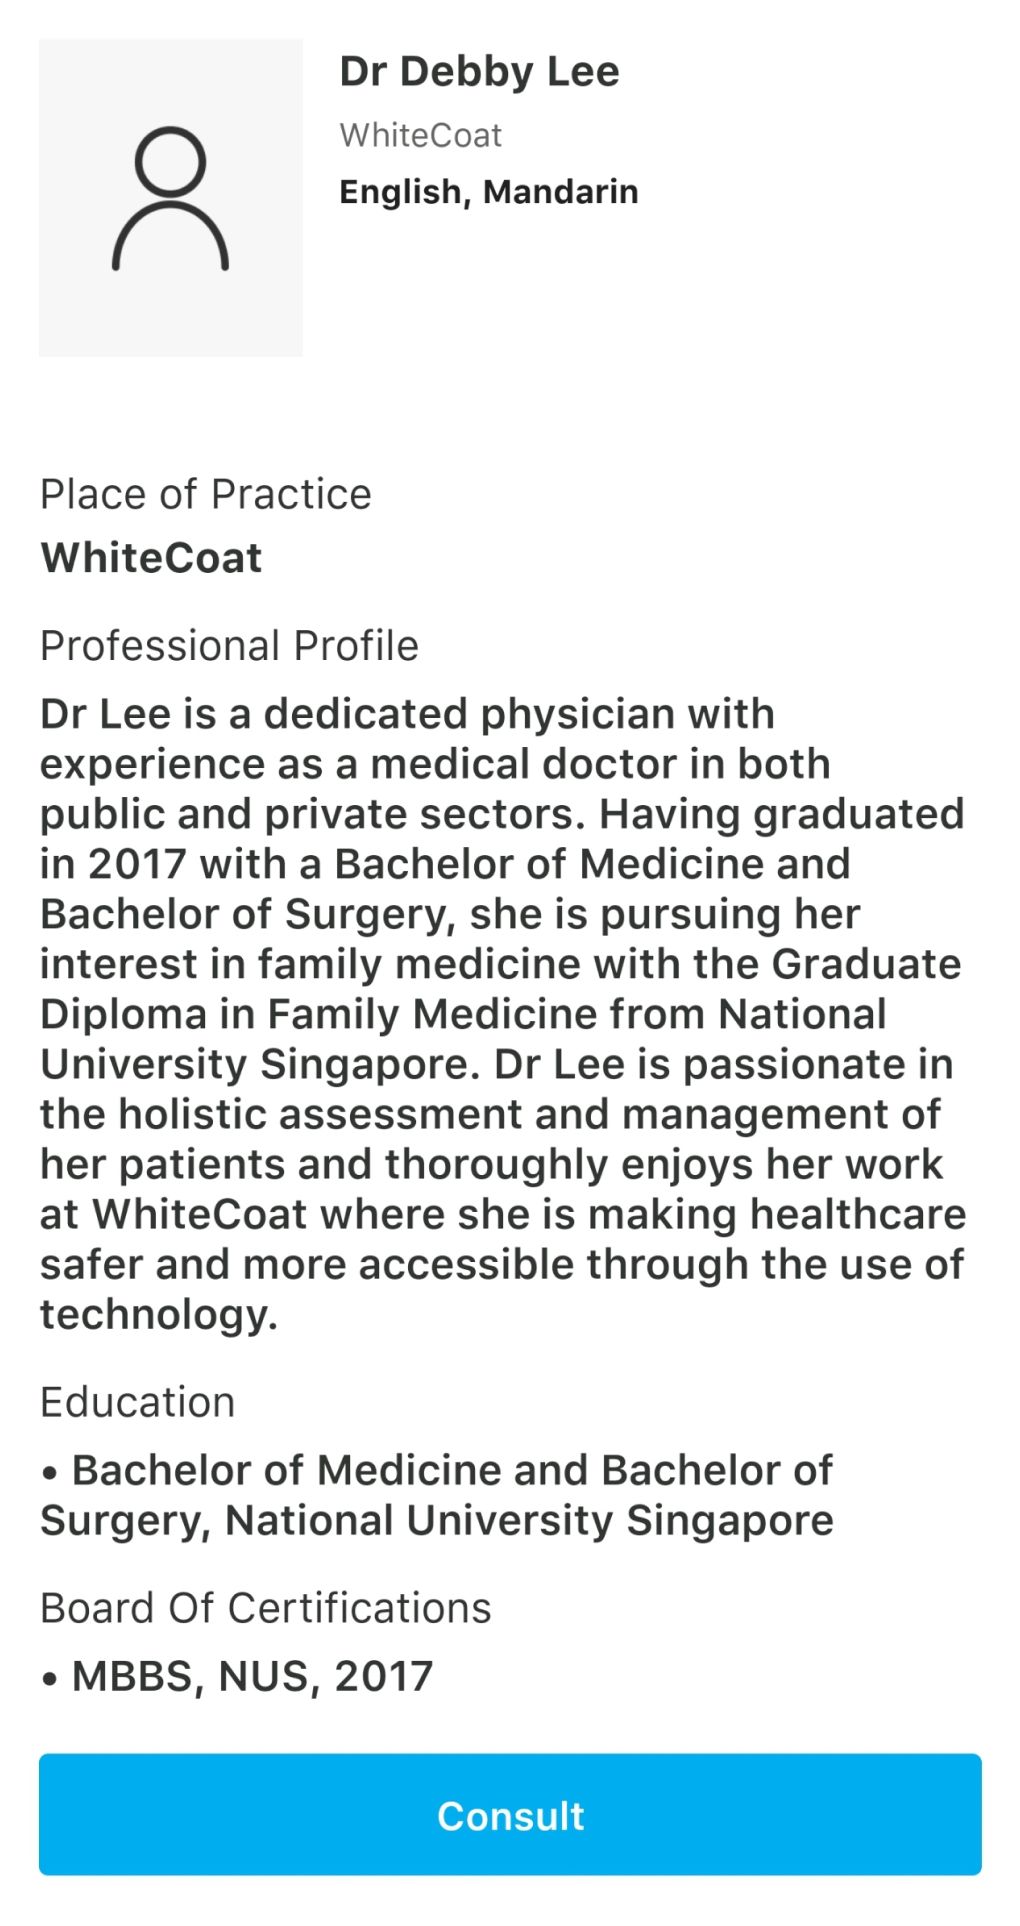 Dr Debby Lee
WhiteCoat
English, Mandarin
Place of Practice
WhiteCoat
Professional Profile
Dr Lee is a dedicated physician with
experience as a medical doctor in both
public and private sectors. Having graduated
in 2017 with a Bachelor of Medicine and
Bachelor of Surgery, she is pursuing her
interest in family medicine with the Graduate
Diploma in Family Medicine from National
University Singapore. Dr Lee is passionate in
the holistic assessment and management of
her patients and thoroughly enjoys her work
at WhiteCoat where she is making healthcare
safer and more accessible through the use of
technology.
Education
• Bachelor of Medicine and Bachelor of
Surgery, National University Singapore
Board Of Certifications
• MBBS, NUS, 2017
Consult